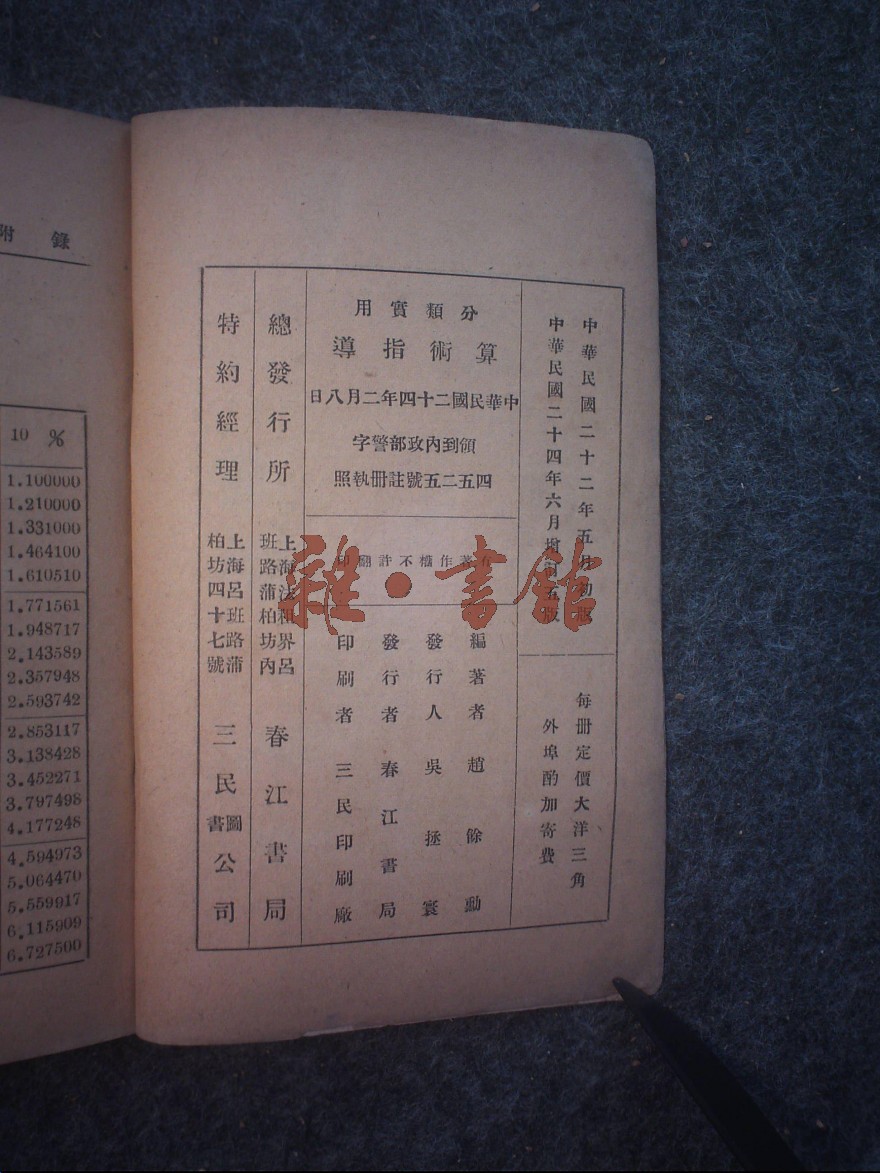 中華民國二十二年五月初版
中華民國二十四年六月增訂五版
每冊定價大洋三角
外埠酌加寄費
分類實用
算術指導
中華民國二十四年二月八日
領到內政部警字
四五二五號註冊執照
有著作權不許翻印
編著者 趙餘勳
發行人 吳拯寰
發行者 春江書局
印刷者 三民印刷廠
總發行所 上海法租界呂班路蒲柏坊內 春江書局
特約經理 上海呂班路蒲柏坊四十七號 三民圖書公司
雜·書館
附 錄
10 %
1.100000
1.210000
1.331000
1.464100
1.610510
1.771561
1.948717
2.143589
2.357948
2.593742
2.853117
3.138428
3.452271
3.797498
4.177248
4.594973
5.064470
5.559917
6.115909
6.727500